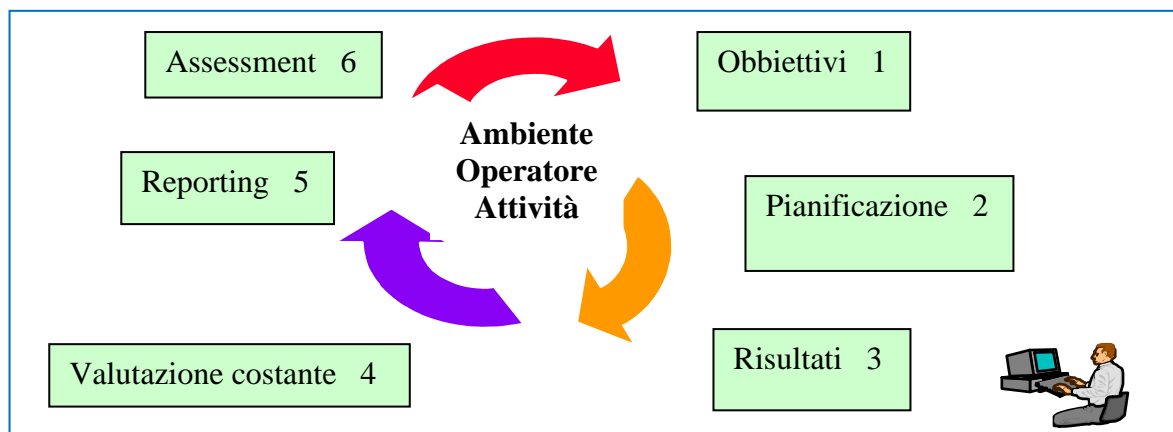 Assessment 6
Obbiettivi 1
Ambiente
Operatore
Attività
Reporting 5
Pianificazione 2
Valutazione costante 4
Risultati 3